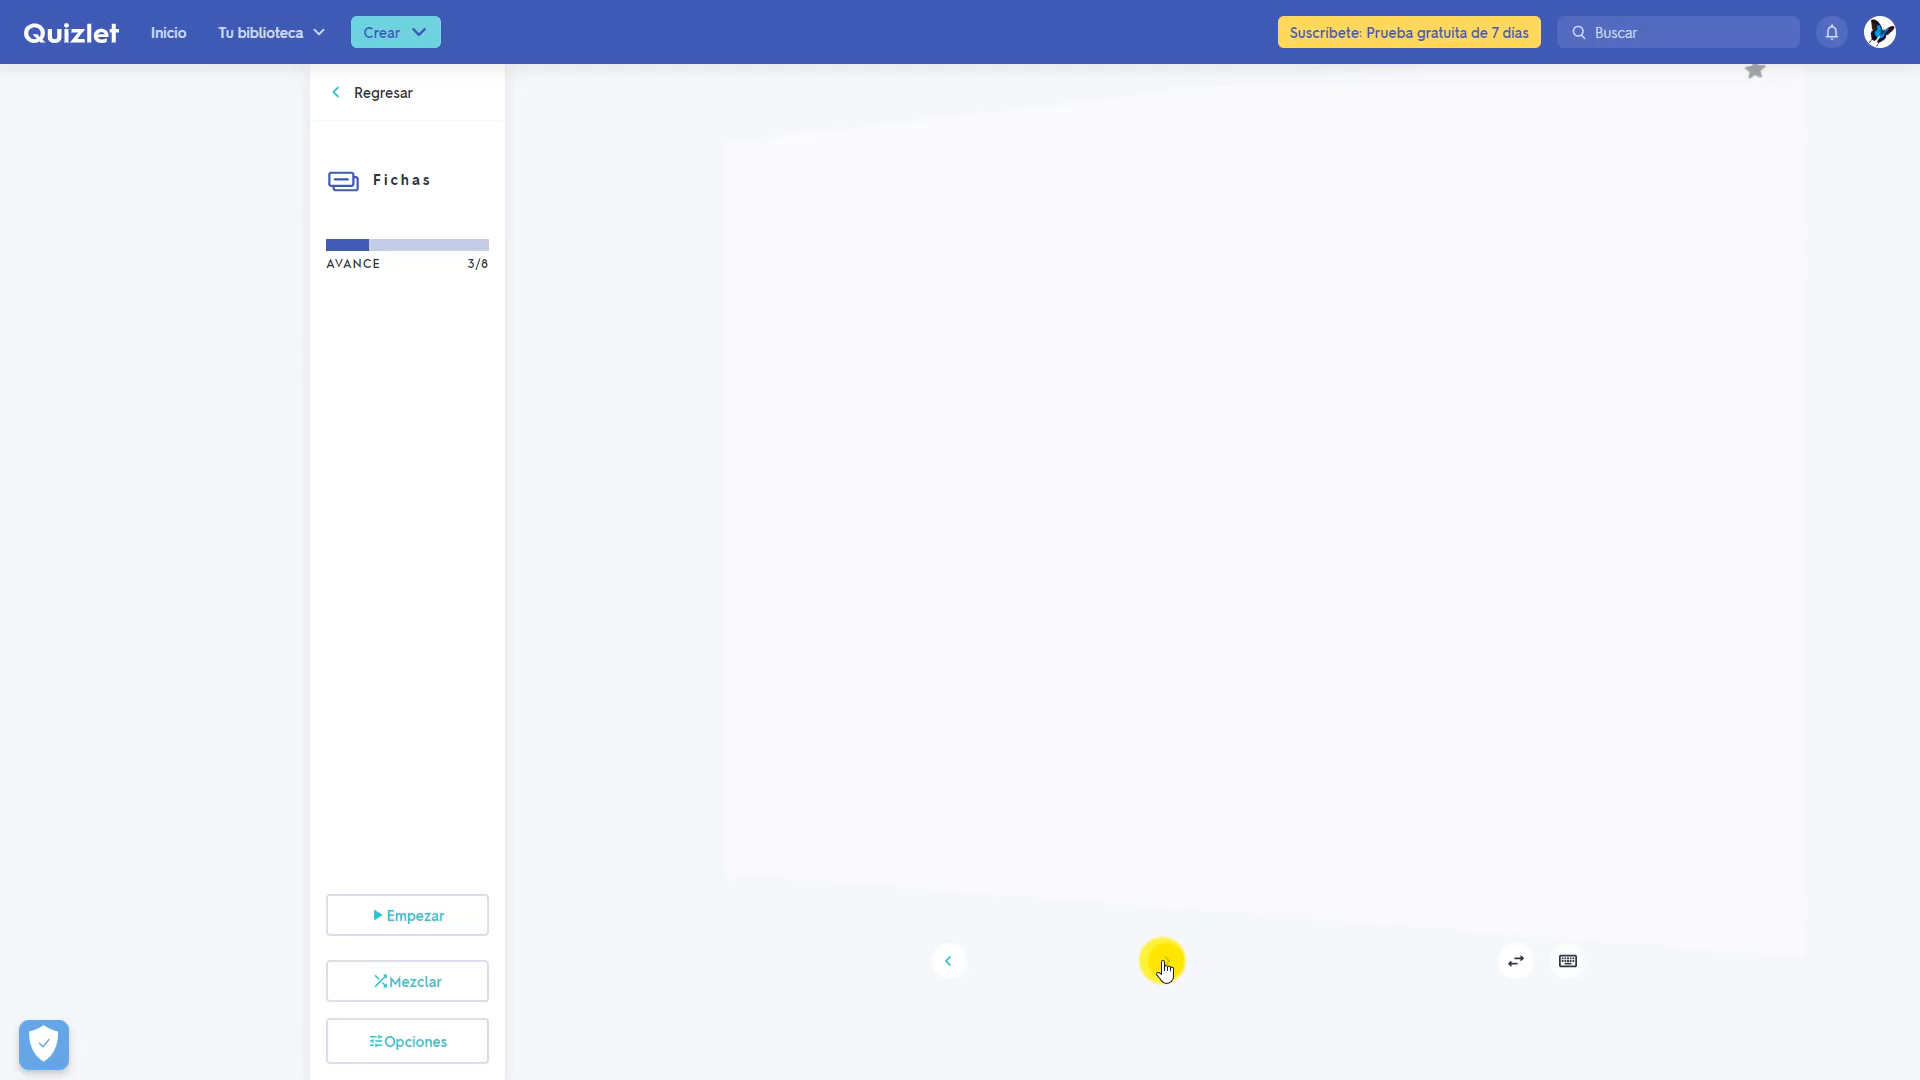 Quizlet
Inicio
Tu biblioteca
Crear
Suscríbete: Prueba gratuita de 7 días
Buscar
Regresar
Fichas
AVANCE 3/8
Empezar
Mezclar
Opciones